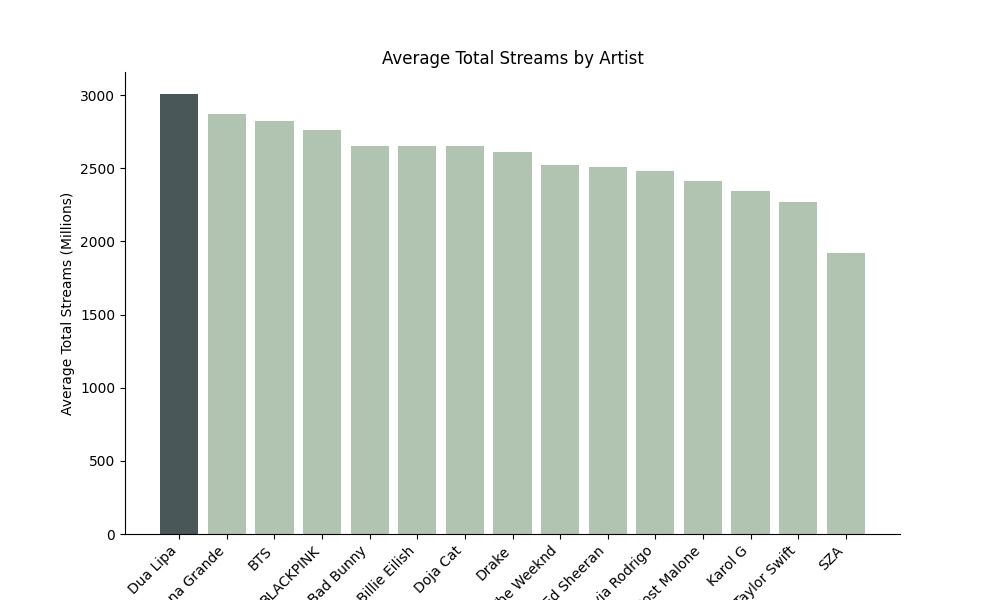 Average Total Streams by Artist
Average Total Streams (Millions)
3000
2500
2000
1500
1000
500
0
Dua Lipa
na Grande
BTS
BLACKPINK
Bad Bunny
Billie Eilish
Doja Cat
Drake
he Weeknd
Ed Sheeran
via Rodrigo
ost Malone
Karol G
Taylor Swift
SZA